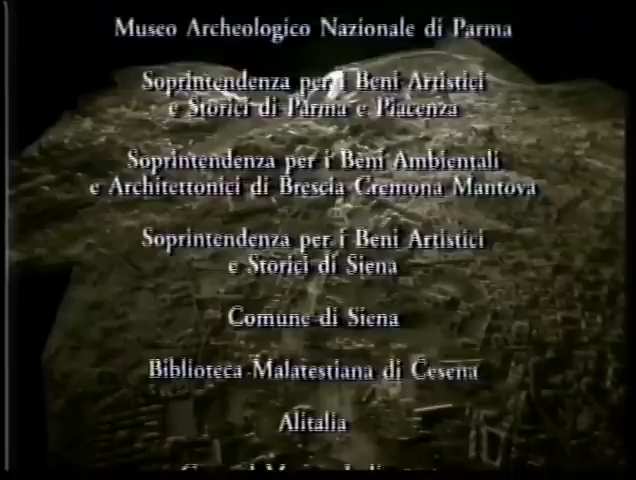 Museo Archeologico Nazionale di Parma
Soprintendenza per i Beni Artistici
e Storici di Parma e Piacenza
Soprintendenza per i Beni Ambientali
e Architettonici di Brescia Cremona Mantova
Soprintendenza per i Beni Artistici
e Storici di Siena
Comune di Siena
Biblioteca Malatestiana di Cesena
Alitalia